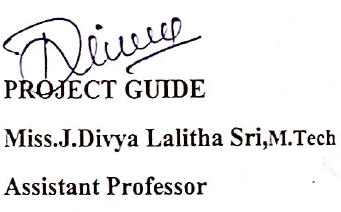 PROJECT GUIDE
Miss.J.Divya Lalitha Sri,M.Tech
Assistant Professor